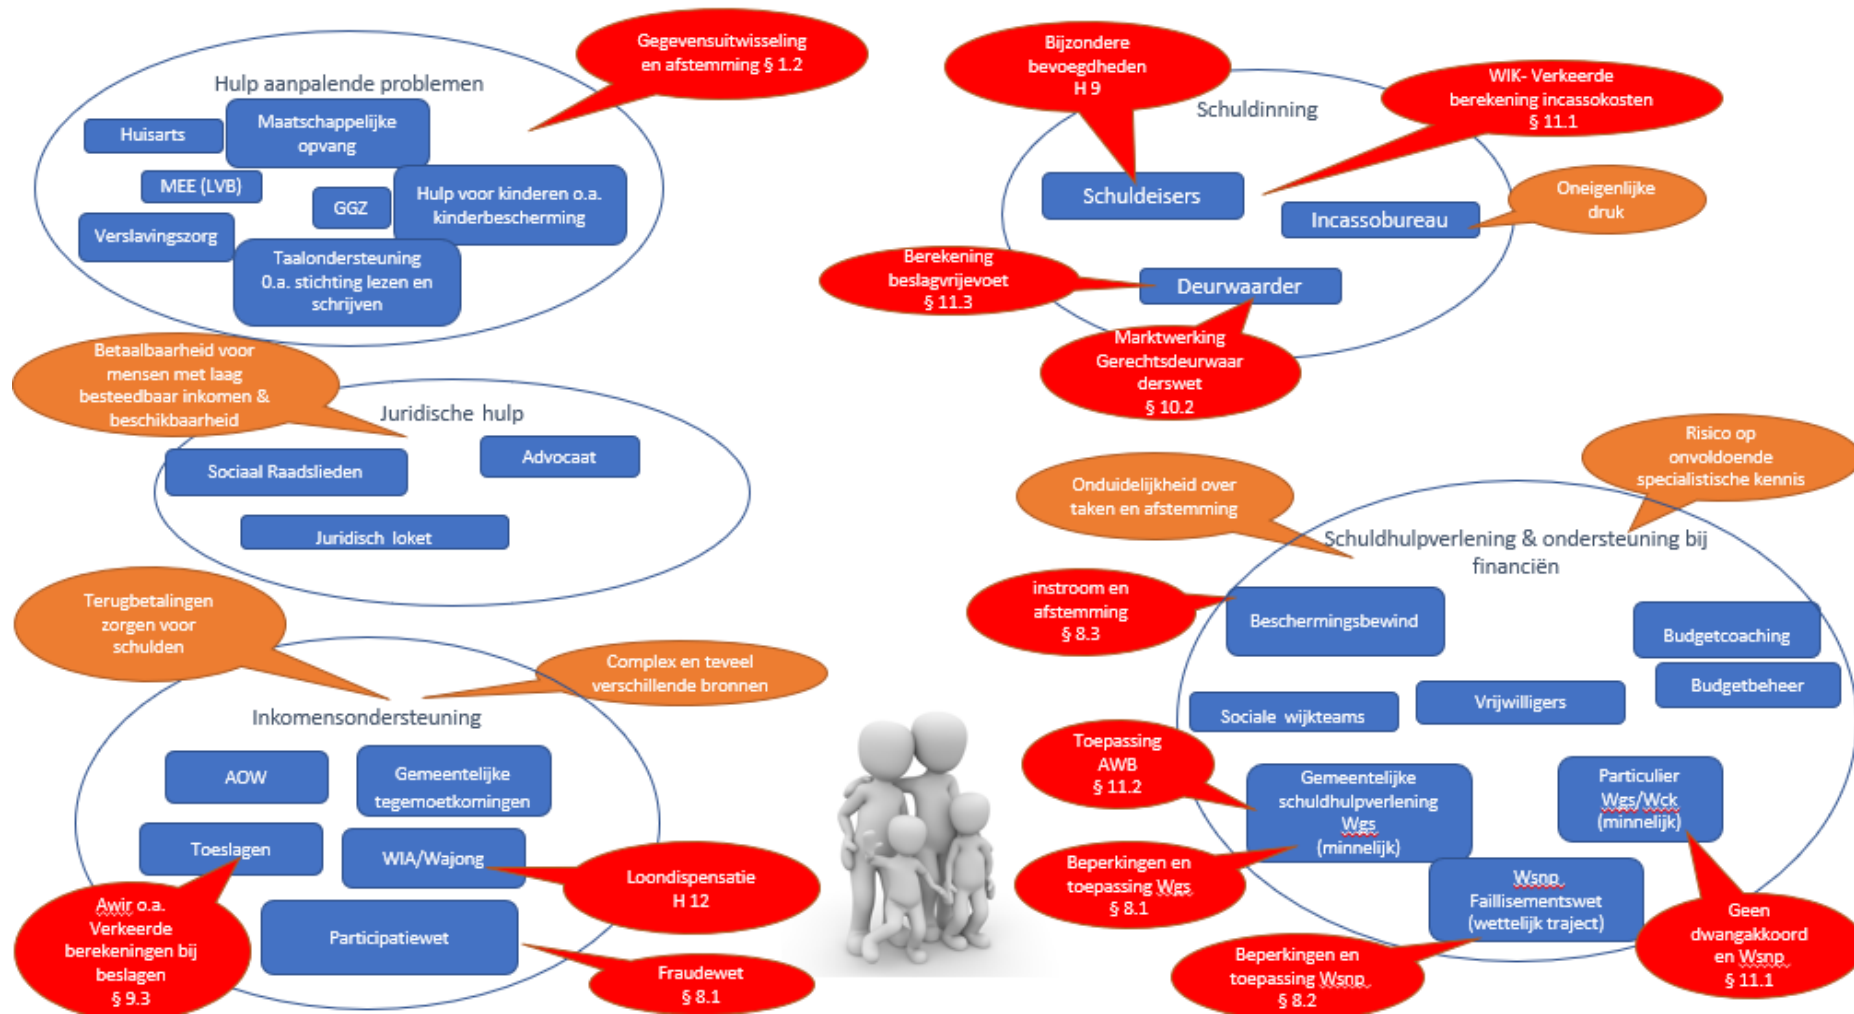 Gegevensuitwisseling
en afstemming § 1.2
Hulp aanpalende problemen
Huisarts
Maatschappelijke
opvang
MEE (LVB)
GGZ
Hulp voor kinderen o.a.
kinderbescherming
Verslavingszorg
Taalondersteuning
0.a. stichting lezen en
schrijven
Bijzondere
bevoegdheden
H 9
WIK- Verkeerde
berekening incassokosten
§ 11.1
Schuldinning
Schuldeisers
Incassobureau
Oneigenlijke
druk
Berekening
beslagvrijevoet
§ 11.3
Deurwaarder
Marktwerking
Gerechtsdeurwaar
derswet
§ 10.2
Betaalbaarheid voor
mensen met laag
besteedbaar inkomen &
beschikbaarheid
Juridische hulp
Sociaal Raadslieden
Advocaat
Juridisch loket
Risico op
onvoldoende
specialistische kennis
Onduidelijkheid over
taken en afstemming
Schuldhulpverlening & ondersteuning bij
financiën
instroom en
afstemming
§ 8.3
Beschermingsbewind
Budgetcoaching
Budgetbeheer
Sociale wijkteams
Vrijwilligers
Toepassing
AWB
§ 11.2
Gemeentelijke
schuldhulpverlening
Wgs
(minnelijk)
Particulier
Wgs/Wck
(minnelijk)
Beperkingen en
toepassing Wgs
§ 8.1
Wsnp
Faillisementswet
(wettelijk traject)
Geen
dwangakkoord
en Wsnp
§ 11.1
Beperkingen en
toepassing Wsnp
§ 8.2
Terugbetalingen
zorgen voor
schulden
Complex en teveel
verschillende bronnen
Inkomensondersteuning
AOW
Gemeentelijke
tegemoetkomingen
Toeslagen
WIA/Wajong
Loondispensatie
H 12
Awir o.a.
Verkeerde
berekeningen bij
beslagen
§ 9.3
Participatiewet
Fraudewet
§ 8.1